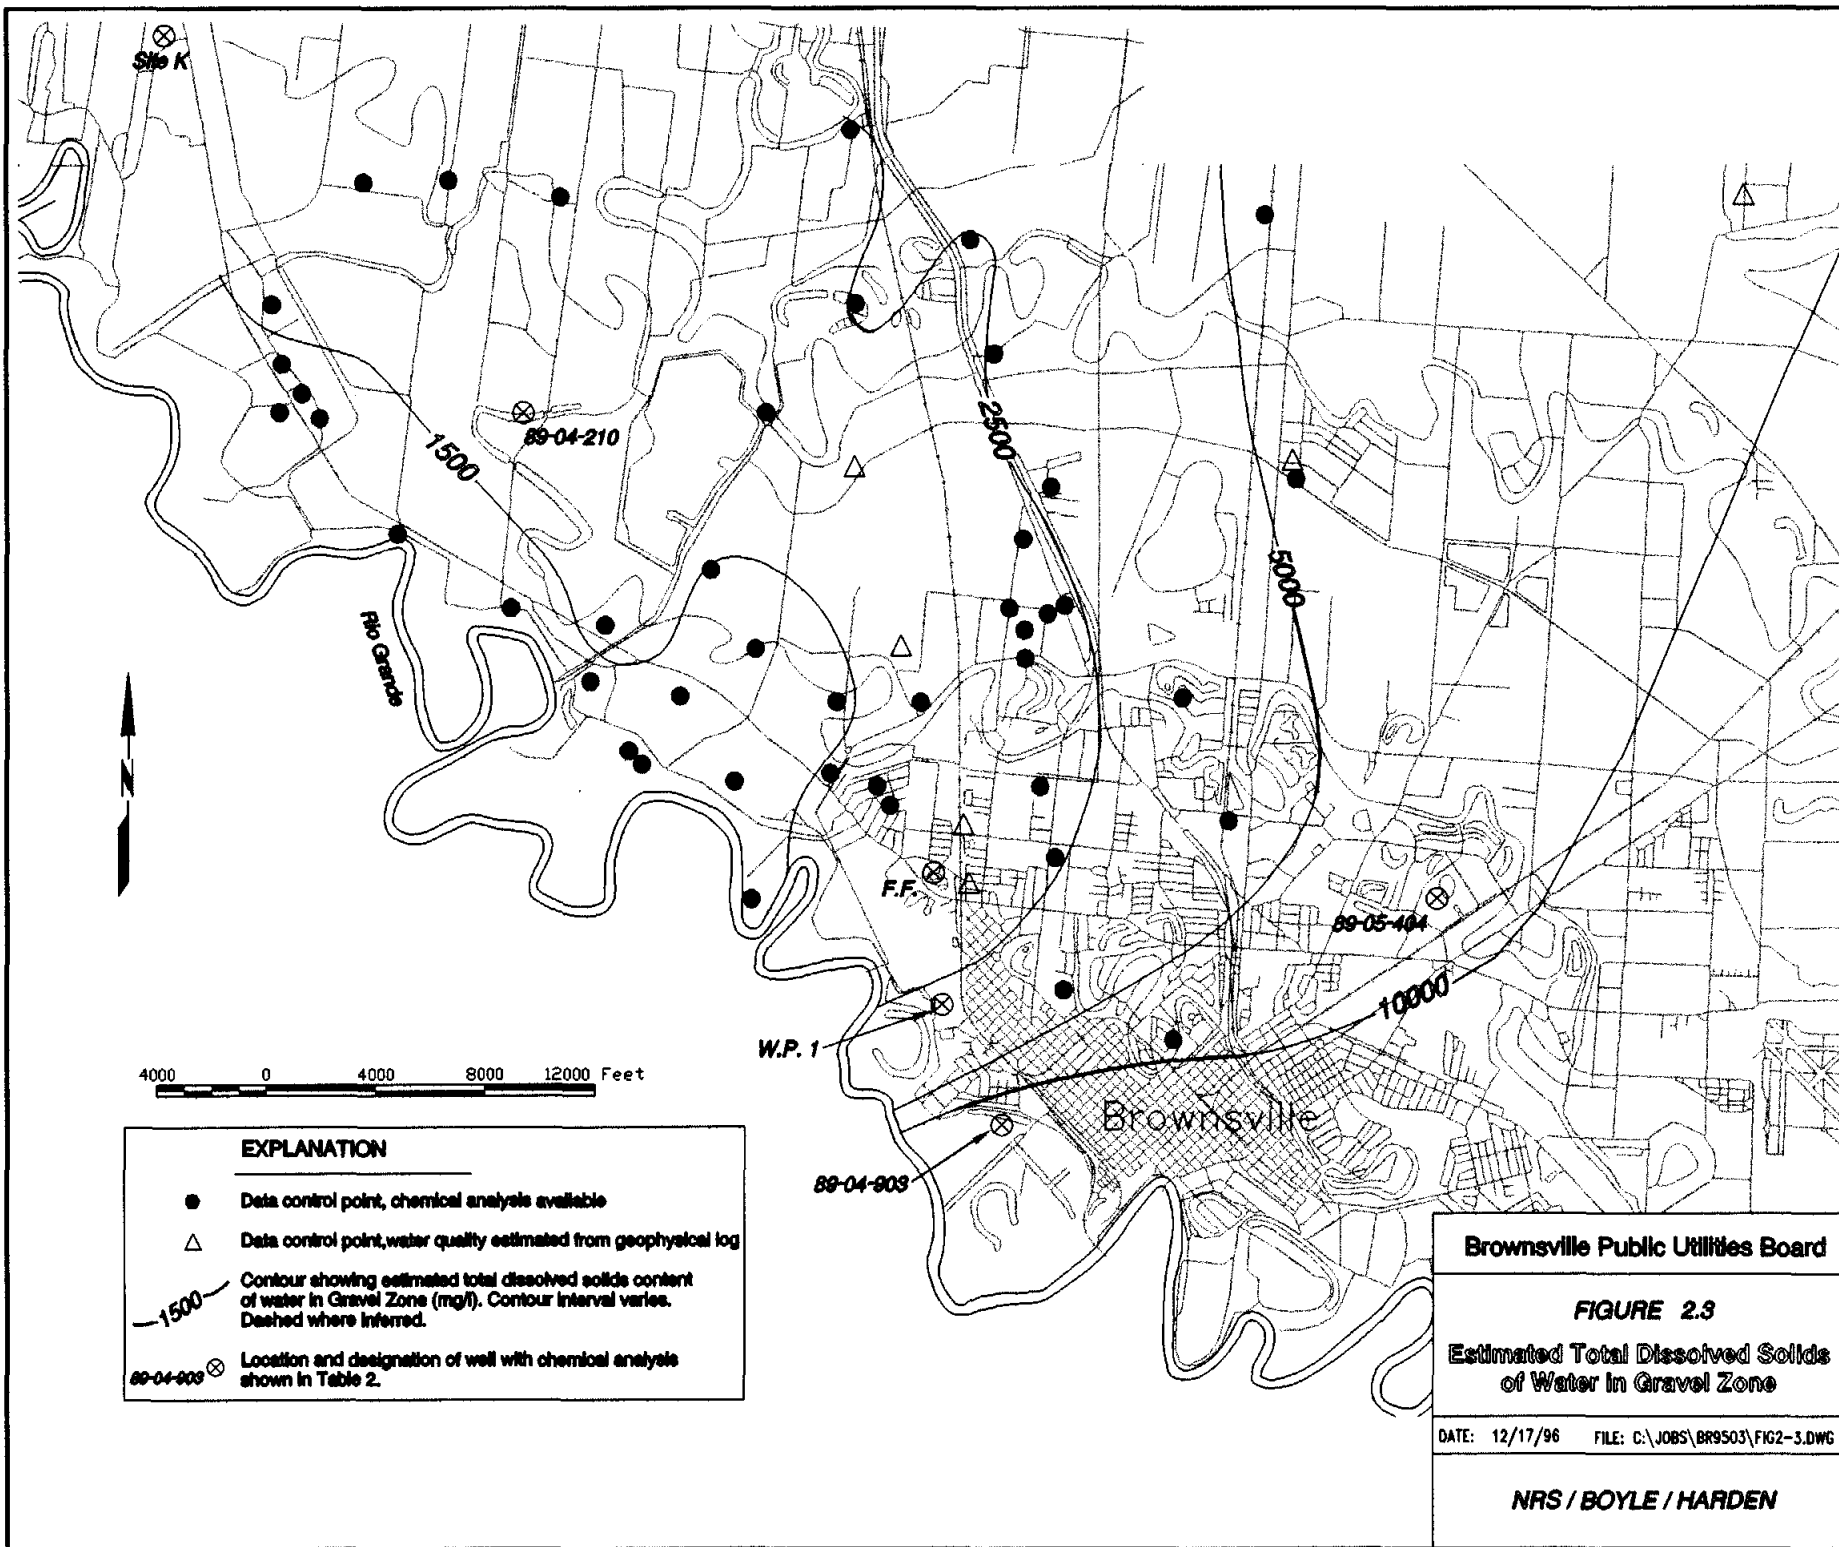 Site K
89-04-210
1500
2500
5000
Rio Grande
N
F.F.
89-05-404
10000
W.P. 1
Brownsville
89-04-903
4000 0 4000 8000 12000 Feet
EXPLANATION
Data control point, chemical analysis available
Data control point,water quality estimated from geophysical log
1500
Contour showing estimated total dissolved solids content
of water in Gravel Zone (mg/l). Contour interval varies.
Dashed where inferred.
89-04-903
Location and designation of well with chemical analysis
shown in Table 2.
Brownsville Public Utilities Board
FIGURE 2.3
Estimated Total Dissolved Solids
of Water in Gravel Zone
DATE: 12/17/96 FILE: C:\JOBS\BR9503\FIG2-3.DWG
NRS / BOYLE / HARDEN